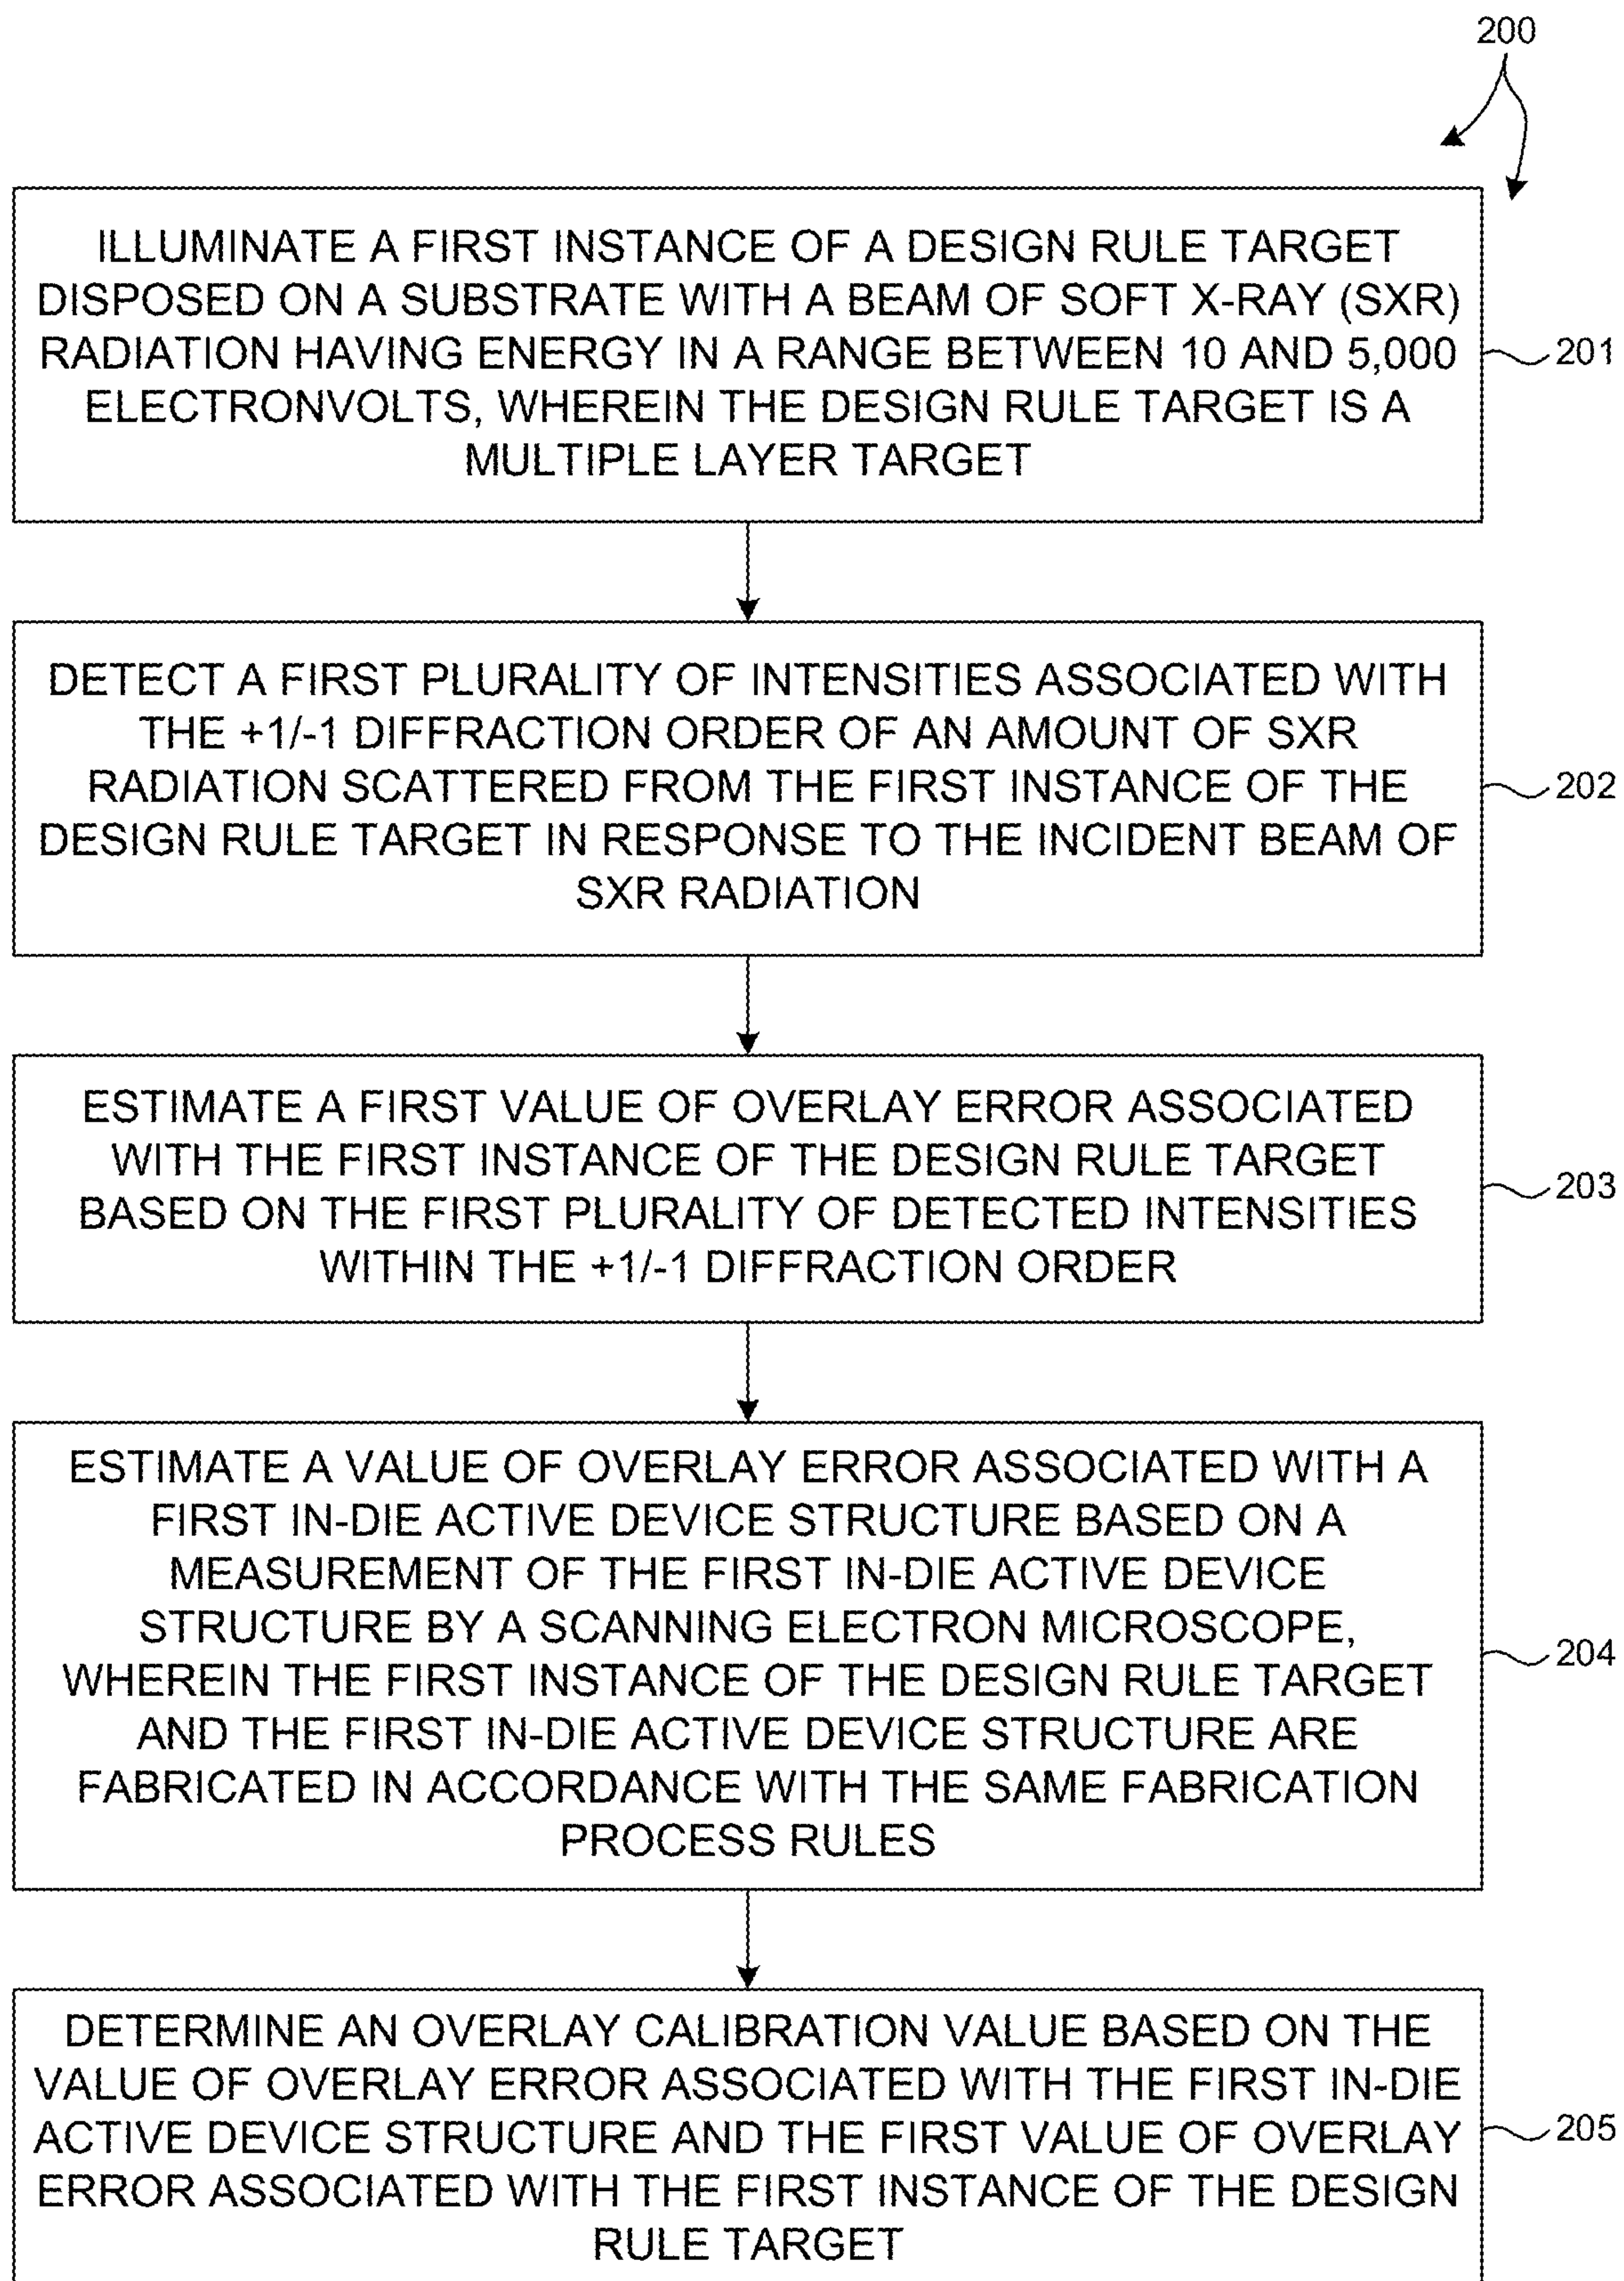 200
ILLUMINATE A FIRST INSTANCE OF A DESIGN RULE TARGET
DISPOSED ON A SUBSTRATE WITH A BEAM OF SOFT X-RAY (SXR)
RADIATION HAVING ENERGY IN A RANGE BETWEEN 10 AND 5,000
ELECTRONVOLTS, WHEREIN THE DESIGN RULE TARGET IS A
MULTIPLE LAYER TARGET
201
DETECT A FIRST PLURALITY OF INTENSITIES ASSOCIATED WITH
THE +1/-1 DIFFRACTION ORDER OF AN AMOUNT OF SXR
RADIATION SCATTERED FROM THE FIRST INSTANCE OF THE
DESIGN RULE TARGET IN RESPONSE TO THE INCIDENT BEAM OF
SXR RADIATION
202
ESTIMATE A FIRST VALUE OF OVERLAY ERROR ASSOCIATED
WITH THE FIRST INSTANCE OF THE DESIGN RULE TARGET
BASED ON THE FIRST PLURALITY OF DETECTED INTENSITIES
WITHIN THE +1/-1 DIFFRACTION ORDER
203
ESTIMATE A VALUE OF OVERLAY ERROR ASSOCIATED WITH A
FIRST IN-DIE ACTIVE DEVICE STRUCTURE BASED ON A
MEASUREMENT OF THE FIRST IN-DIE ACTIVE DEVICE
STRUCTURE BY A SCANNING ELECTRON MICROSCOPE,
WHEREIN THE FIRST INSTANCE OF THE DESIGN RULE TARGET
AND THE FIRST IN-DIE ACTIVE DEVICE STRUCTURE ARE
FABRICATED IN ACCORDANCE WITH THE SAME FABRICATION
PROCESS RULES
204
DETERMINE AN OVERLAY CALIBRATION VALUE BASED ON THE
VALUE OF OVERLAY ERROR ASSOCIATED WITH THE FIRST IN-DIE
ACTIVE DEVICE STRUCTURE AND THE FIRST VALUE OF OVERLAY
ERROR ASSOCIATED WITH THE FIRST INSTANCE OF THE DESIGN
RULE TARGET
205